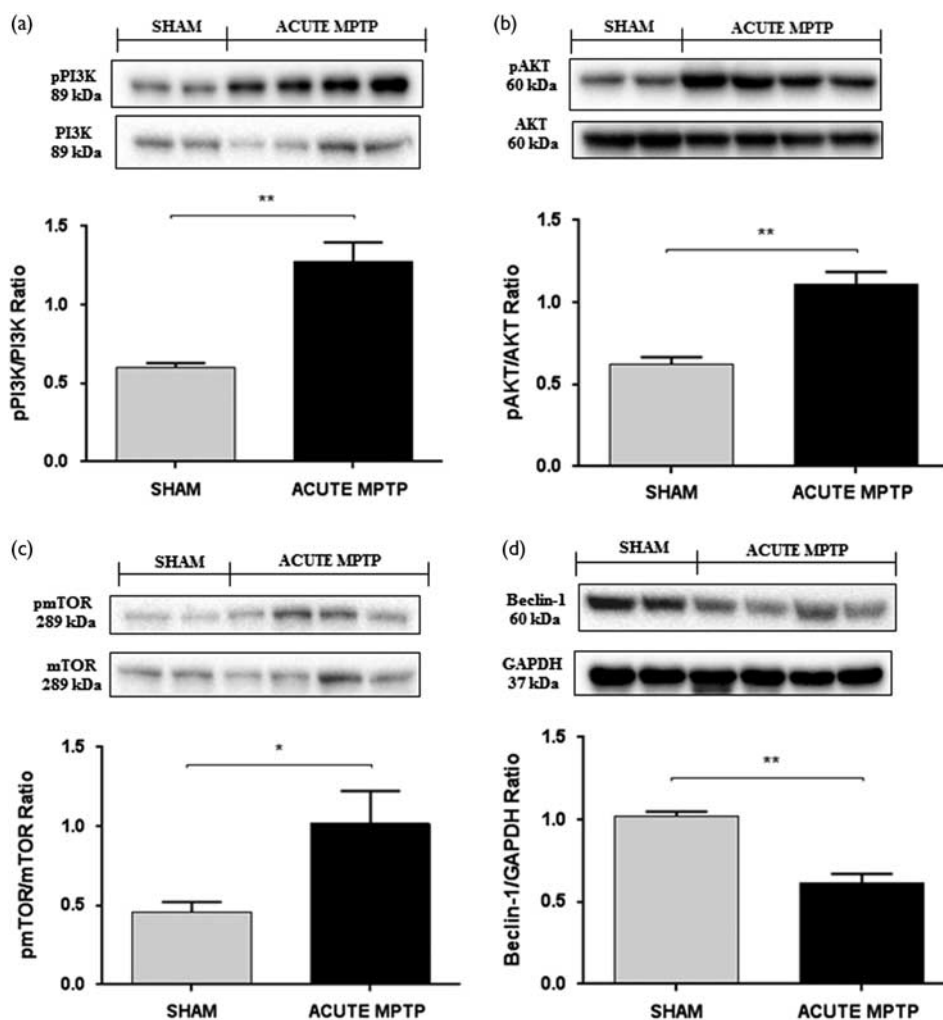 (a)
SHAM ACUTE MPTP
pPI3K
89 kDa
PI3K
89 kDa
**
pPI3K/PI3K Ratio
1.5
1.0
0.5
0.0
SHAM ACUTE MPTP
(b)
SHAM ACUTE MPTP
pAKT
60 kDa
AKT
60 kDa
**
pAKT/AKT Ratio
1.5
1.0
0.5
0.0
SHAM ACUTE MPTP
(c)
SHAM ACUTE MPTP
pmTOR
289 kDa
mTOR
289 kDa
*
pmTOR/mTOR Ratio
1.5
1.0
0.5
0.0
SHAM ACUTE MPTP
(d)
SHAM ACUTE MPTP
Beclin-1
60 kDa
GAPDH
37 kDa
**
Beclin-1/GAPDH Ratio
1.5
1.0
0.5
0.0
SHAM ACUTE MPTP